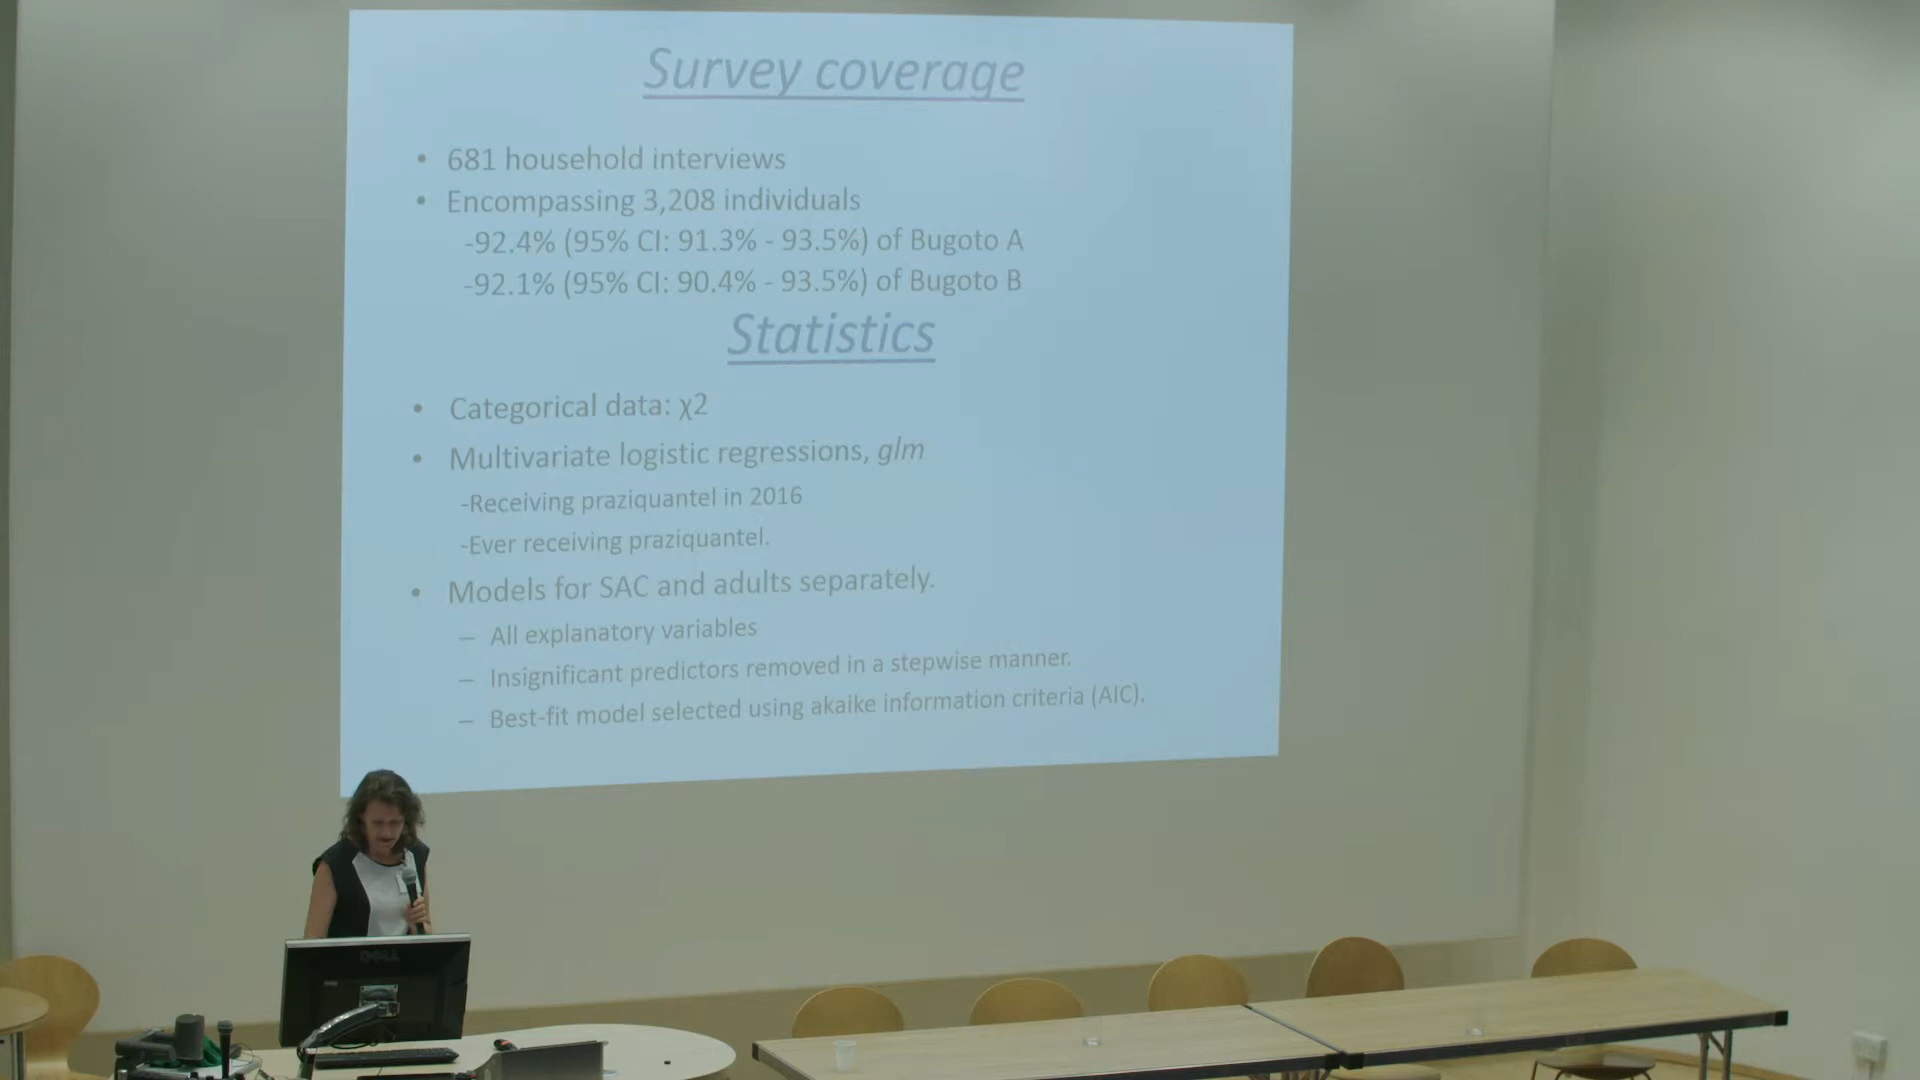 Survey coverage
• 681 household interviews
• Encompassing 3,208 individuals
-92.4% (95% CI: 91.3% - 93.5%) of Bugoto A
-92.1% (95% CI: 90.4% - 93.5%) of Bugoto B
Statistics
• Categorical data: χ2
• Multivariate logistic regressions, glm
-Receiving praziquantel in 2016
-Ever receiving praziquantel.
• Models for SAC and adults separately.
– All explanatory variables
– Insignificant predictors removed in a stepwise manner.
– Best-fit model selected using akaike information criteria (AIC).
DELL